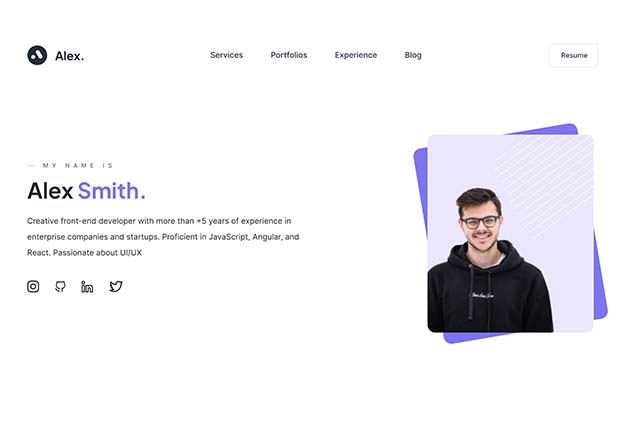 Alex.
Services
Portfolios
Experience
Blog
Resume
MY NAME IS
Alex Smith.
Creative front-end developer with more than +5 years of experience in
enterprise companies and startups. Proficient in JavaScript, Angular, and
React. Passionate about UI/UX